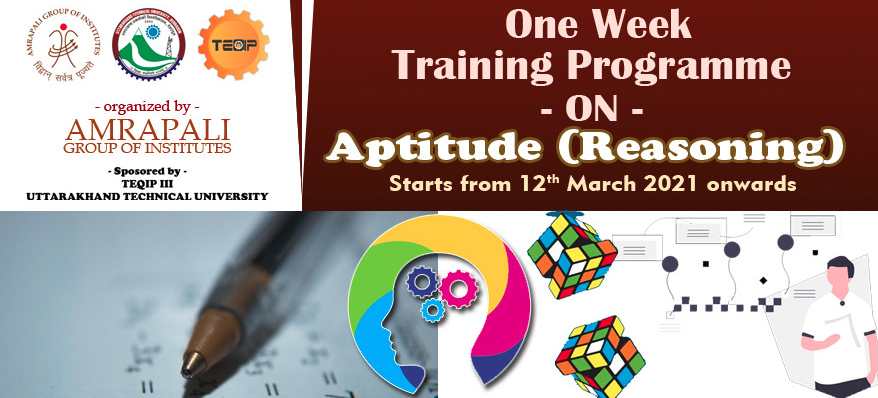 AMRAPALI GROUP OF INSTITUTES
विद्वान् सर्वत्र पूज्यते
TEQIP
- organized by -
AMRAPALI
GROUP OF INSTITUTES
- Sposored by -
TEQIP III
UTTARAKHAND TECHNICAL UNIVERSITY
One Week
Training Programme
- ON -
Aptitude (Reasoning)
Starts from 12th March 2021 onwards